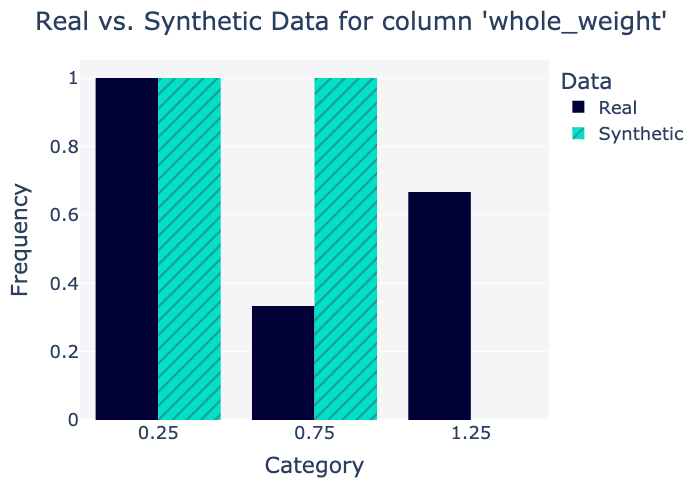 Real vs. Synthetic Data for column 'whole_weight'
Data
Real
Synthetic
Frequency
1
0.8
0.6
0.4
0.2
0
0.25
0.75
1.25
Category